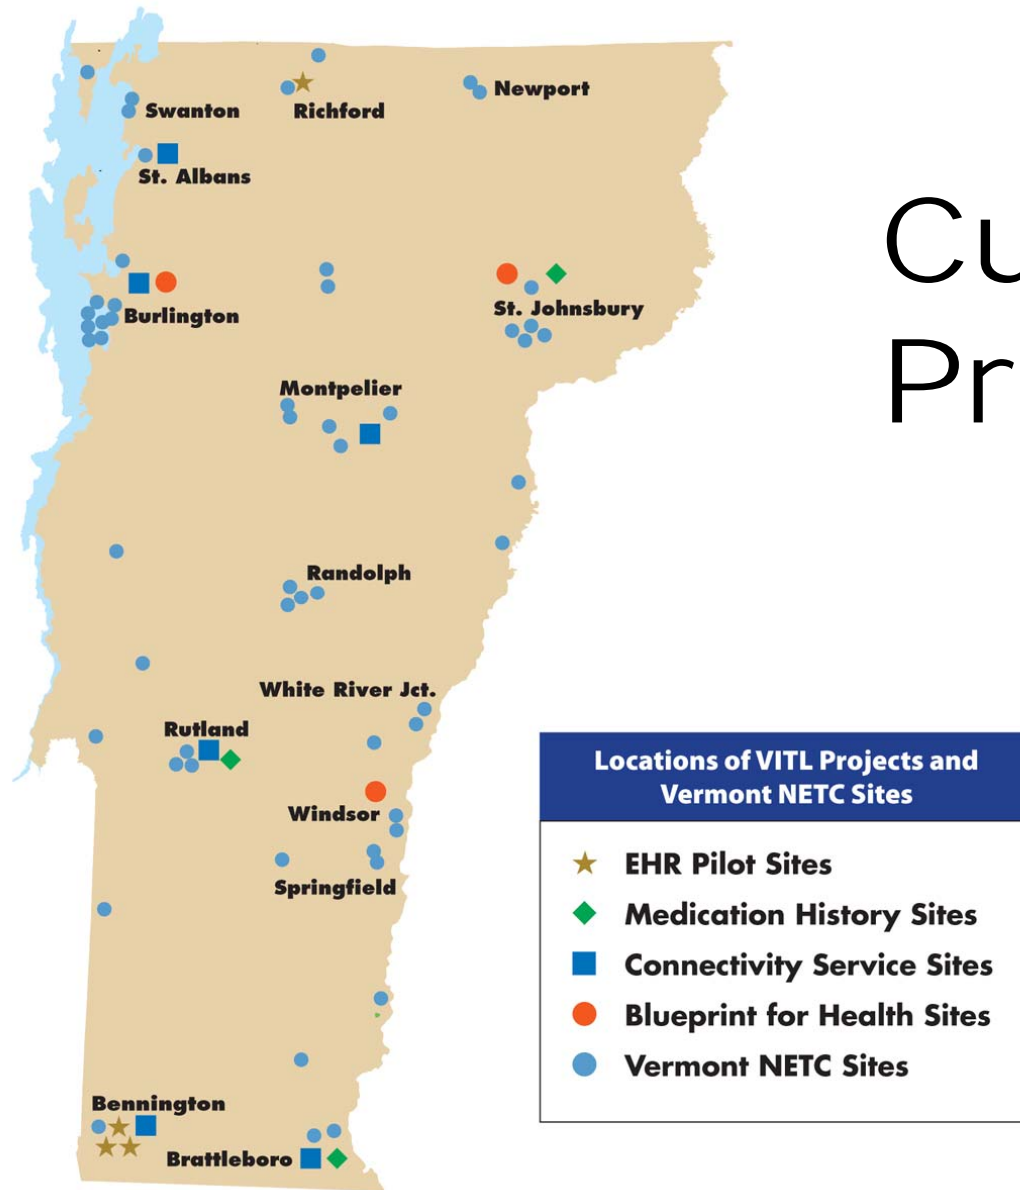 Swanton
Richford
Newport
St. Albans
Burlington
St. Johnsbury
Montpelier
Randolph
White River Jct.
Rutland
Windsor
Springfield
Bennington
Brattleboro
Cu
Pr
Locations of VITL Projects and
Vermont NETC Sites
EHR Pilot Sites
Medication History Sites
Connectivity Service Sites
Blueprint for Health Sites
Vermont NETC Sites